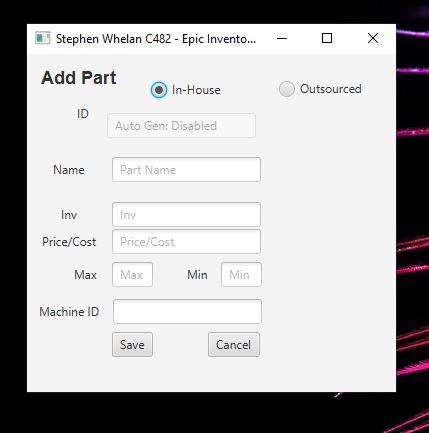 Stephen Whelan C482 - Epic Invento...
Add Part
In-House
Outsourced
ID
Auto Gen: Disabled
Name
Part Name
Inv
Inv
Price/Cost
Price/Cost
Max
Max
Min
Min
Machine ID
Save
Cancel